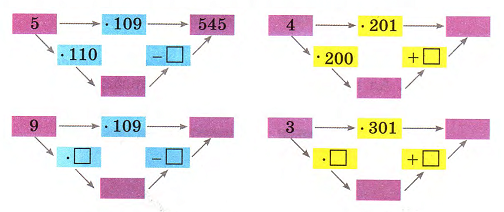 5 · 109 545 4 · 201
· 110 − □ · 200 + □
9 · 109 3 · 301
· □ − □ · □ + □